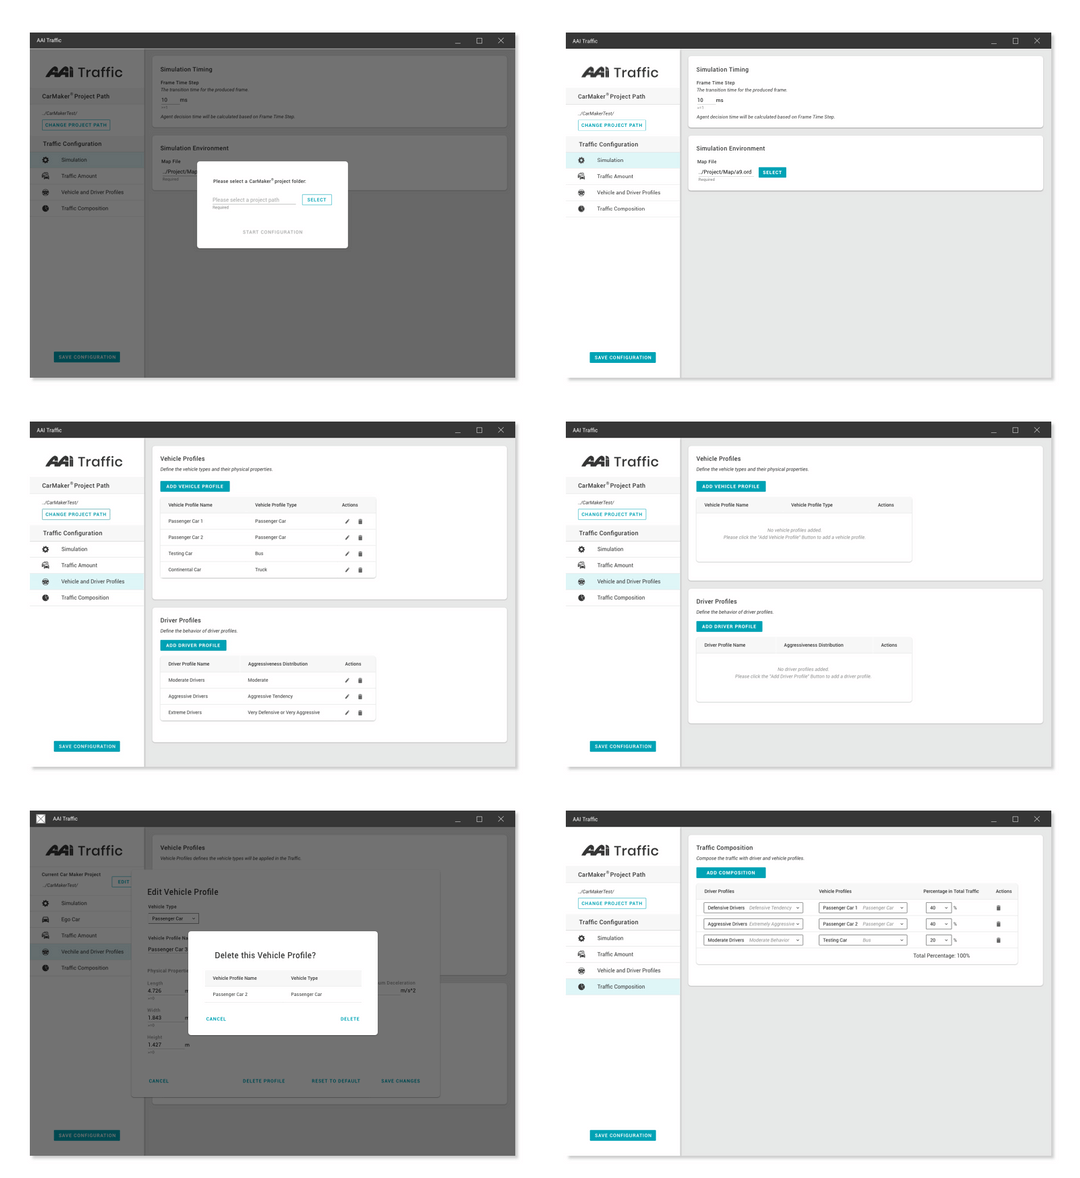 AAI Traffic
AAI Traffic
CarMaker® Project Path
../CarMakerTest/
CHANGE PROJECT PATH
Traffic Configuration
Simulation
Traffic Amount
Vehicle and Driver Profiles
Traffic Composition
SAVE CONFIGURATION
Simulation Timing
Frame Time Step
The transition time for the produced frame.
10 ms
Agent decision time will be calculated based on Frame Time Step.
Simulation Environment
Map File
../Project/Map
Required
Please select a CarMaker® project folder.
Please select a project path
SELECT
Required
START CONFIGURATION
AAI Traffic
AAI Traffic
CarMaker® Project Path
../CarMakerTest/
CHANGE PROJECT PATH
Traffic Configuration
Simulation
Traffic Amount
Vehicle and Driver Profiles
Traffic Composition
SAVE CONFIGURATION
Simulation Timing
Frame Time Step
The transition time for the produced frame.
10 ms
Agent decision time will be calculated based on Frame Time Step.
Simulation Environment
Map File
../Project/Map/a9.ord SELECT
Required
AAI Traffic
AAI Traffic
CarMaker® Project Path
../CarMakerTest/
CHANGE PROJECT PATH
Traffic Configuration
Simulation
Traffic Amount
Vehicle and Driver Profiles
Traffic Composition
SAVE CONFIGURATION
Vehicle Profiles
Define the vehicle types and their physical properties.
ADD VEHICLE PROFILE
Vehicle Profile Name Vehicle Profile Type Actions
Passenger Car 1 Passenger Car
Passenger Car 2 Passenger Car
Testing Car Bus
Continental Car Truck
Driver Profiles
Define the behavior of driver profiles.
ADD DRIVER PROFILE
Driver Profile Name Aggressiveness Distribution Actions
Moderate Drivers Moderate
Aggressive Drivers Aggressive Tendency
Extreme Drivers Very Defensive or Very Aggressive
AAI Traffic
AAI Traffic
CarMaker® Project Path
../CarMakerTest/
CHANGE PROJECT PATH
Traffic Configuration
Simulation
Traffic Amount
Vehicle and Driver Profiles
Traffic Composition
SAVE CONFIGURATION
Vehicle Profiles
Define the vehicle types and their physical properties.
ADD VEHICLE PROFILE
Vehicle Profile Name Vehicle Profile Type Actions
No vehicle profiles added.
Please click the "Add Vehicle Profile" Button to add a vehicle profile.
Driver Profiles
Define the behavior of driver profiles.
ADD DRIVER PROFILE
Driver Profile Name Aggressiveness Distribution Actions
No driver profiles added.
Please click the "Add Driver Profile" Button to add a driver profile.
AAI Traffic
AAI Traffic
Current Car Maker Project
../CarMakerTest/ EDIT
Simulation
Ego Car
Traffic Amount
Vechile and Driver Profiles
Traffic Composition
SAVE CONFIGURATION
Vehicle Profiles
Vehicle Profiles defines the vehicle types will be applied in the Traffic.
Edit Vehicle Profile
Vehicle Type
Passenger Car
Vehicle Profile Na
Passenger Car
Physical Propertie
Length
4.726
m/s^2
Width
1.843
Height
1.427 m
CANCEL DELETE PROFILE RESET TO DEFAULT SAVE CHANGES
Delete this Vehicle Profile?
Vehicle Profile Name Vehicle Type
Passenger Car 2 Passenger Car
CANCEL DELETE
AAI Traffic
AAI Traffic
CarMaker® Project Path
../CarMakerTest/
CHANGE PROJECT PATH
Traffic Configuration
Simulation
Traffic Amount
Vehicle and Driver Profiles
Traffic Composition
SAVE CONFIGURATION
Traffic Composition
Compose the traffic with driver and vehicle profiles.
ADD COMPOSITION
Driver Profiles Vehicle Profiles Percentage In Total Traffic Actions
Defensive Drivers Defensive Tendency Passenger Car 1 Passenger Car 40 %
Aggressive Drivers Extremely Aggressive Passenger Car 2 Passenger Car 40 %
Moderate Drivers Moderate Behavior Testing Car Bus 20 %
Total Percentage: 100%